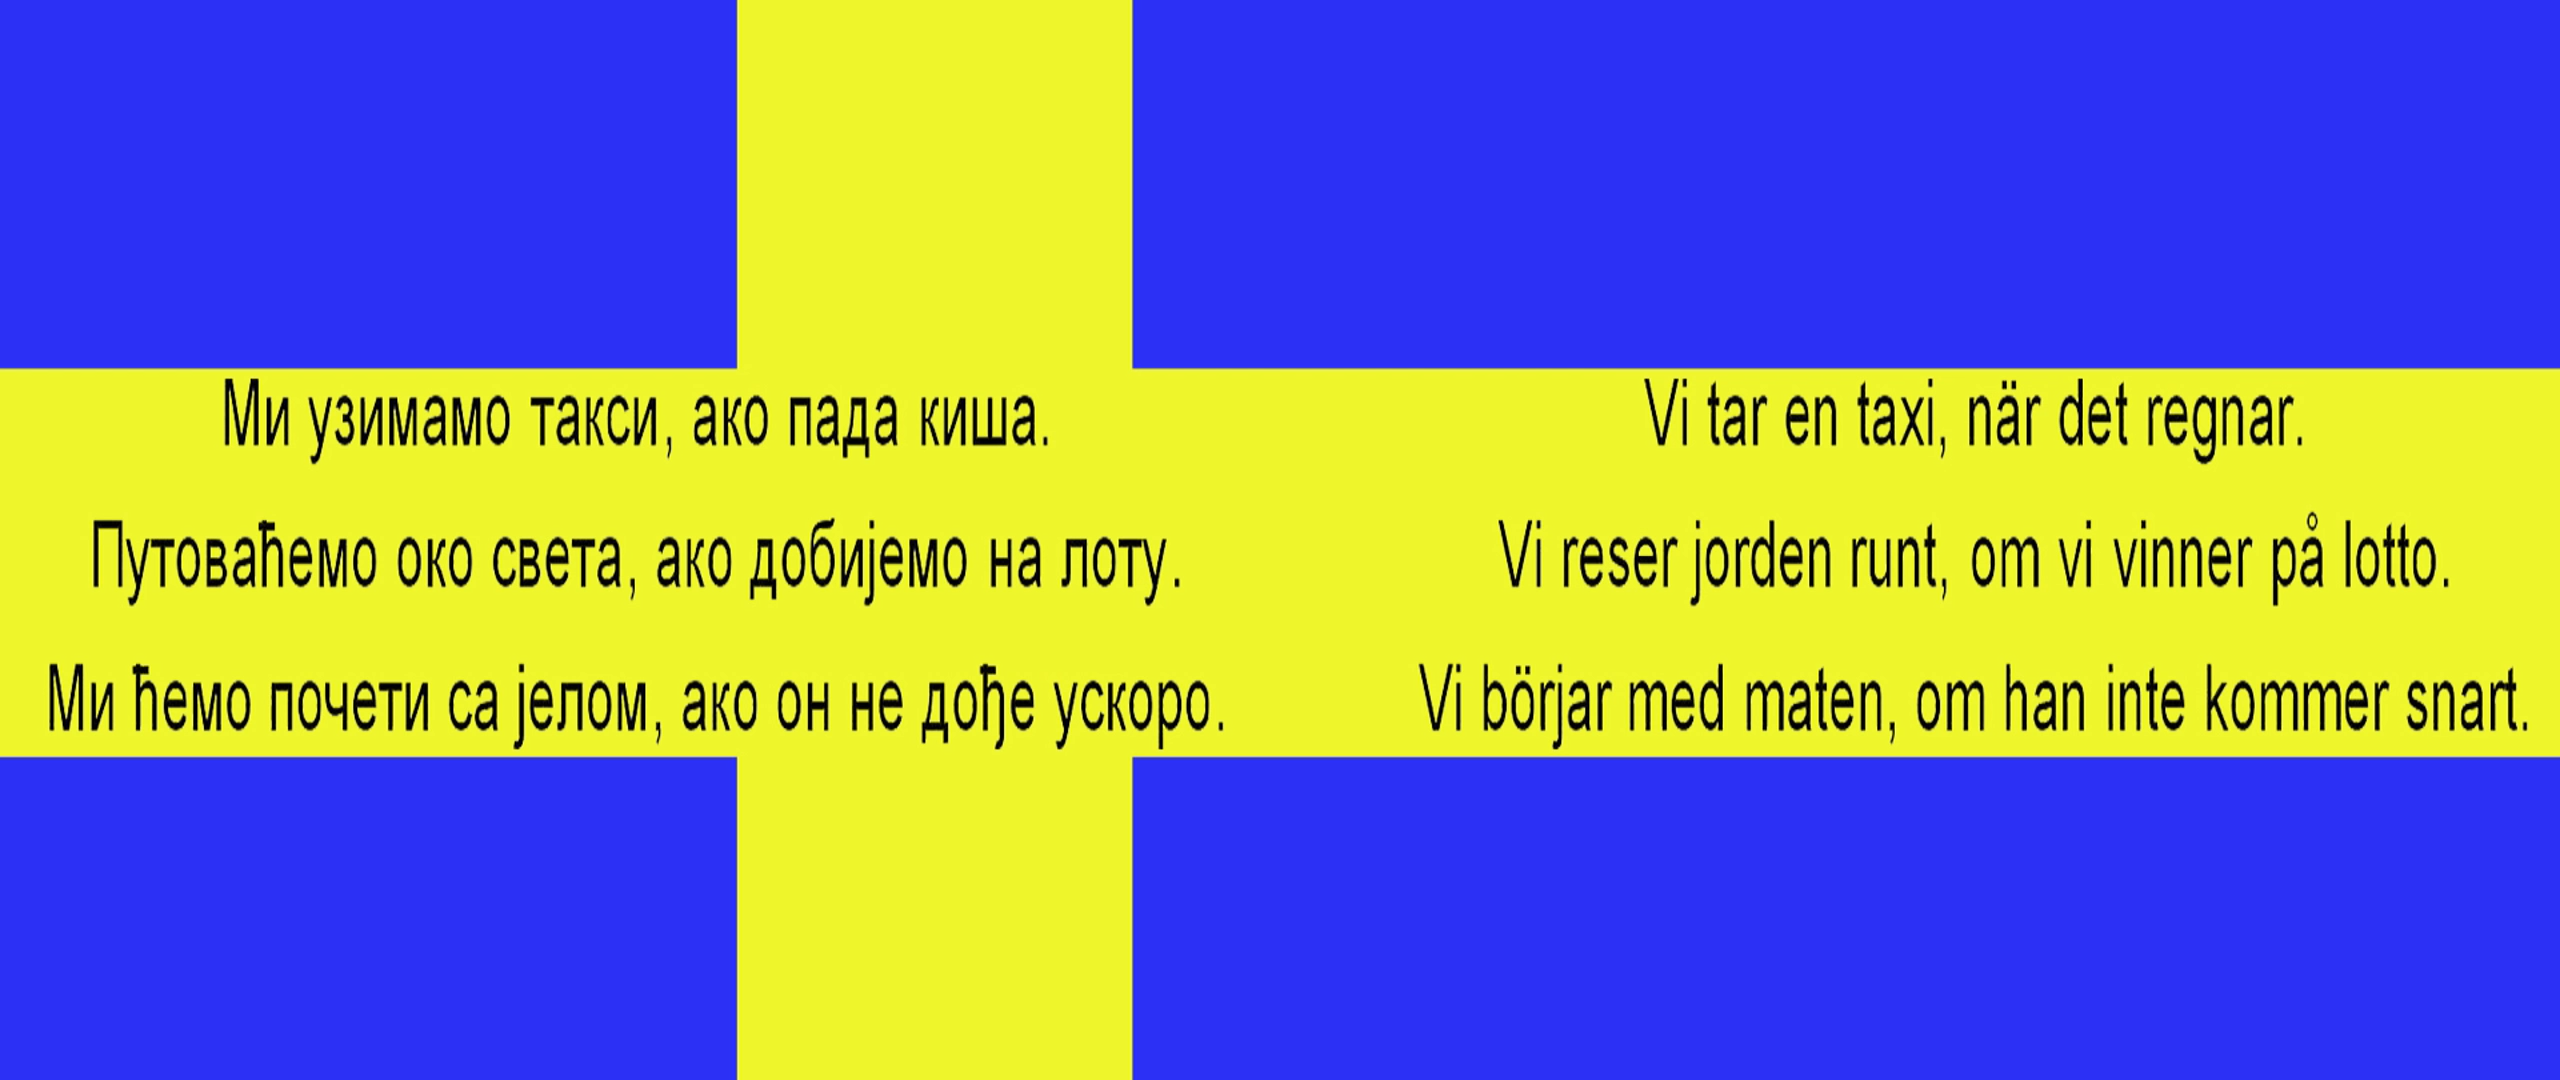 Ми узимамо такси, ако пада киша.
Путоваћемо око света, ако добијемо на лоту.
Ми ћемо почети са јелом, ако он не дође ускоро.
Vi tar en taxi, när det regnar.
Vi reser jorden runt, om vi vinner på lotto.
Vi börjar med maten, om han inte kommer snart.